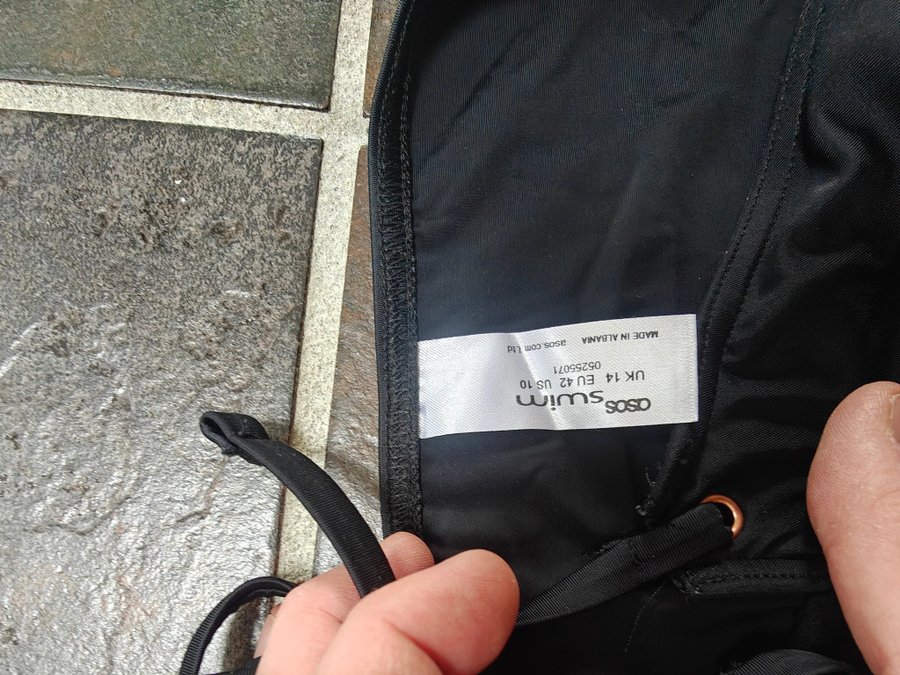 asos
swim
UK 14 EU 42 US 10
05255071
asos.com Ltd
MADE IN ALBANIA